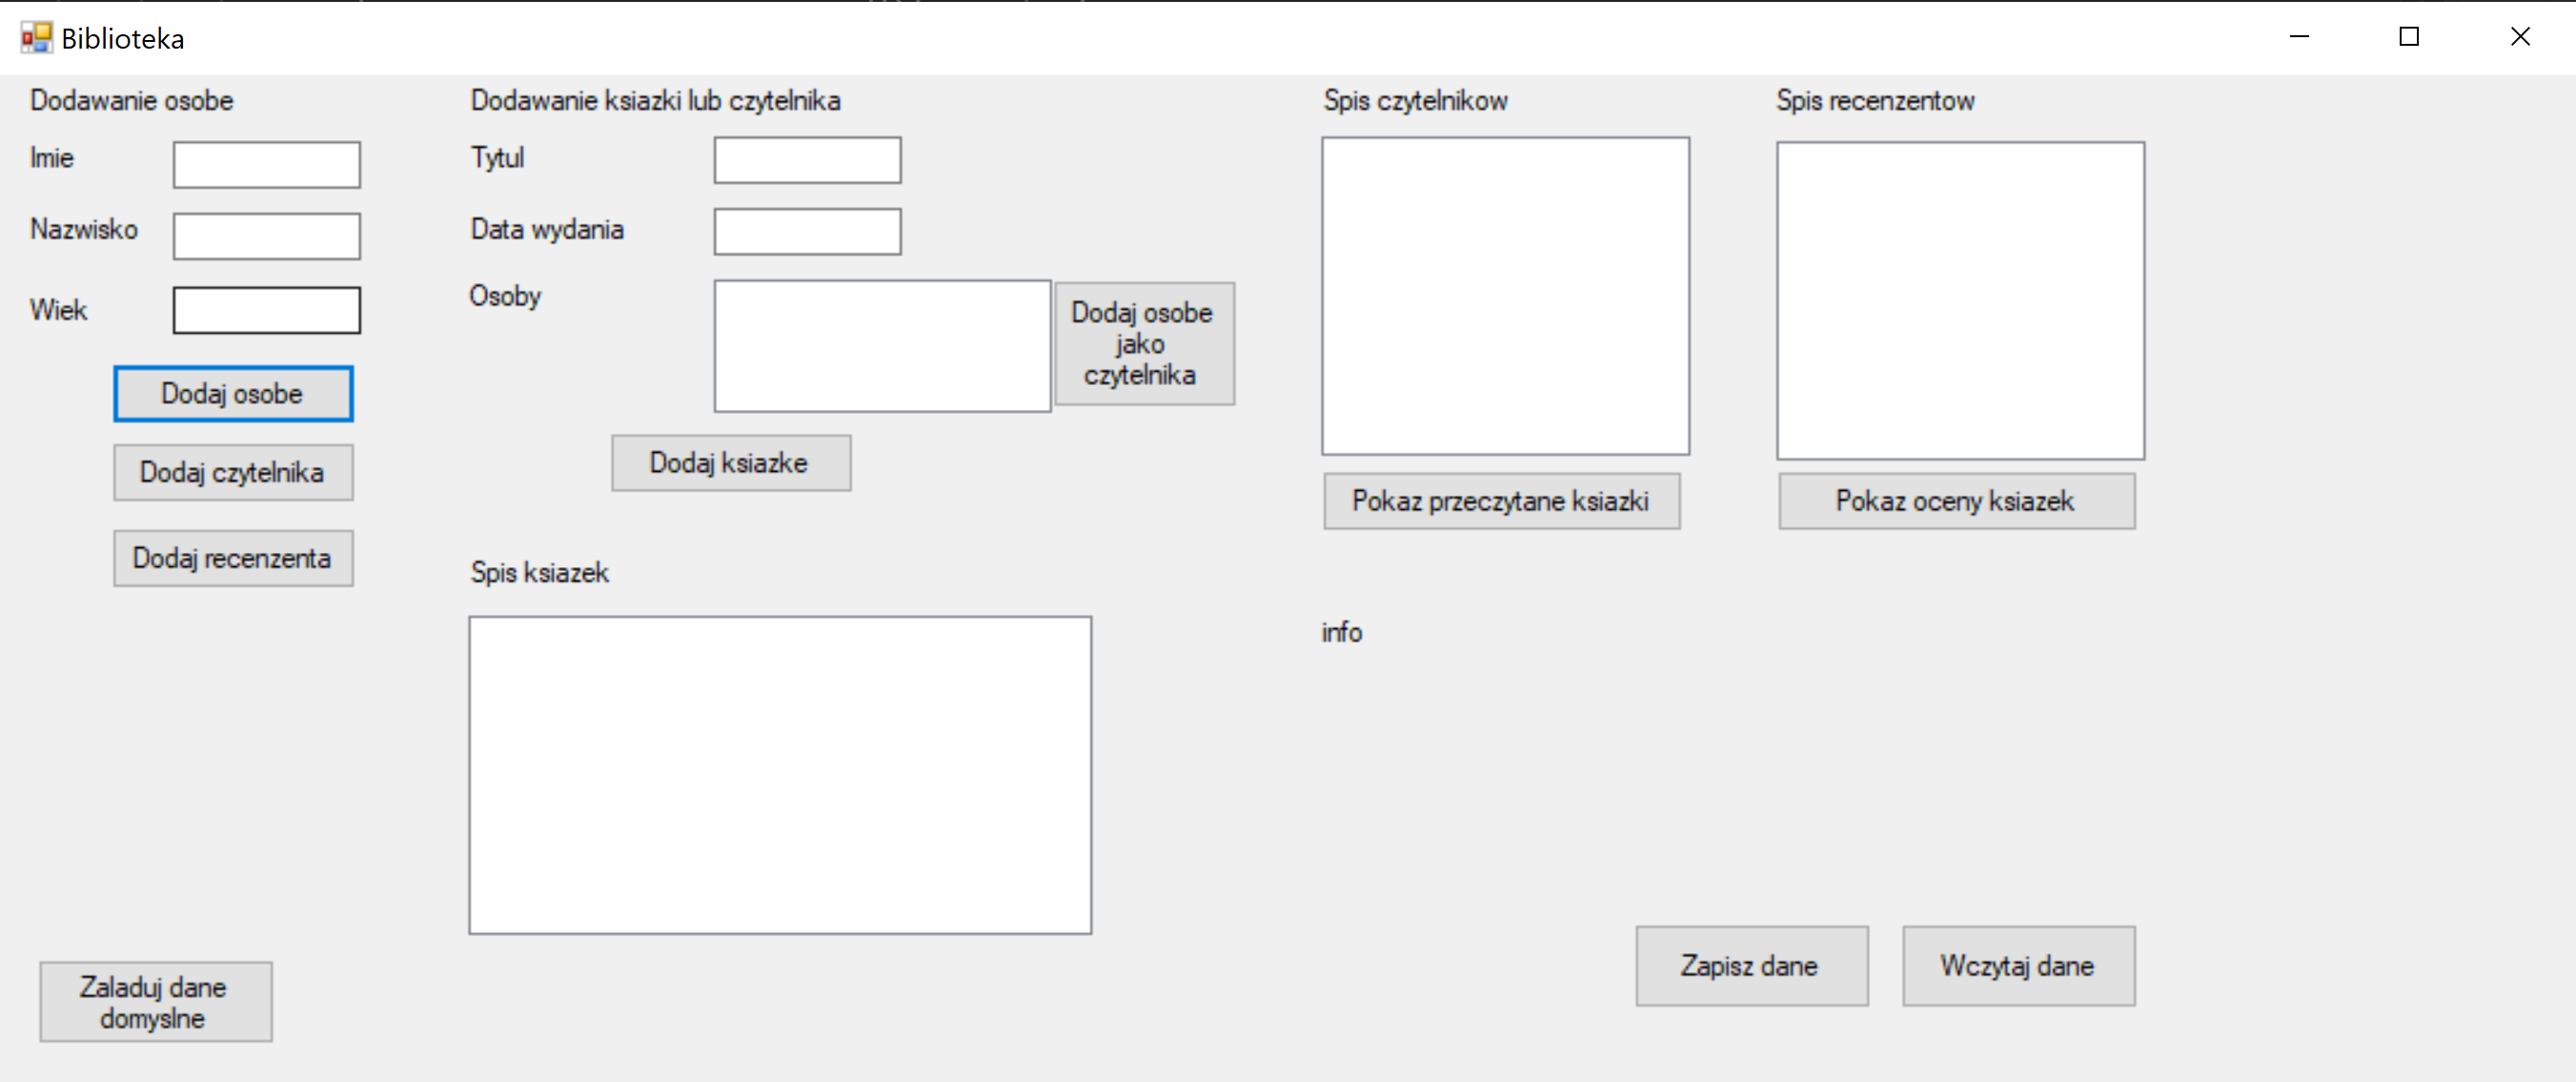 Biblioteka
Dodawanie osobe
Imie
Nazwisko
Wiek
Dodaj osobe
Dodaj czytelnika
Dodaj recenzenta
Zaladuj dane
domyslne
Dodawanie ksiazki lub czytelnika
Tytul
Data wydania
Osoby
Dodaj osobe
jako
czytelnika
Dodaj ksiazke
Spis ksiazek
Spis czytelnikow
Pokaz przeczytane ksiazki
Spis recenzentow
Pokaz oceny ksiazek
info
Zapisz dane
Wczytaj dane